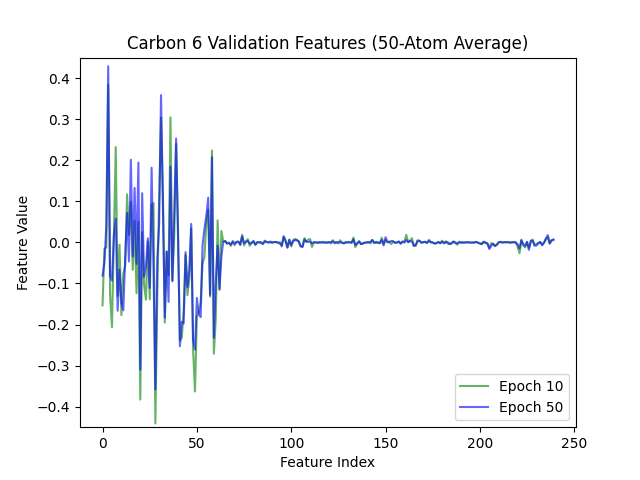 Carbon 6 Validation Features (50-Atom Average)
Feature Value
0.4
0.3
0.2
0.1
0.0
−0.1
−0.2
−0.3
−0.4
0 50 100 150 200 250
Feature Index
Epoch 10
Epoch 50